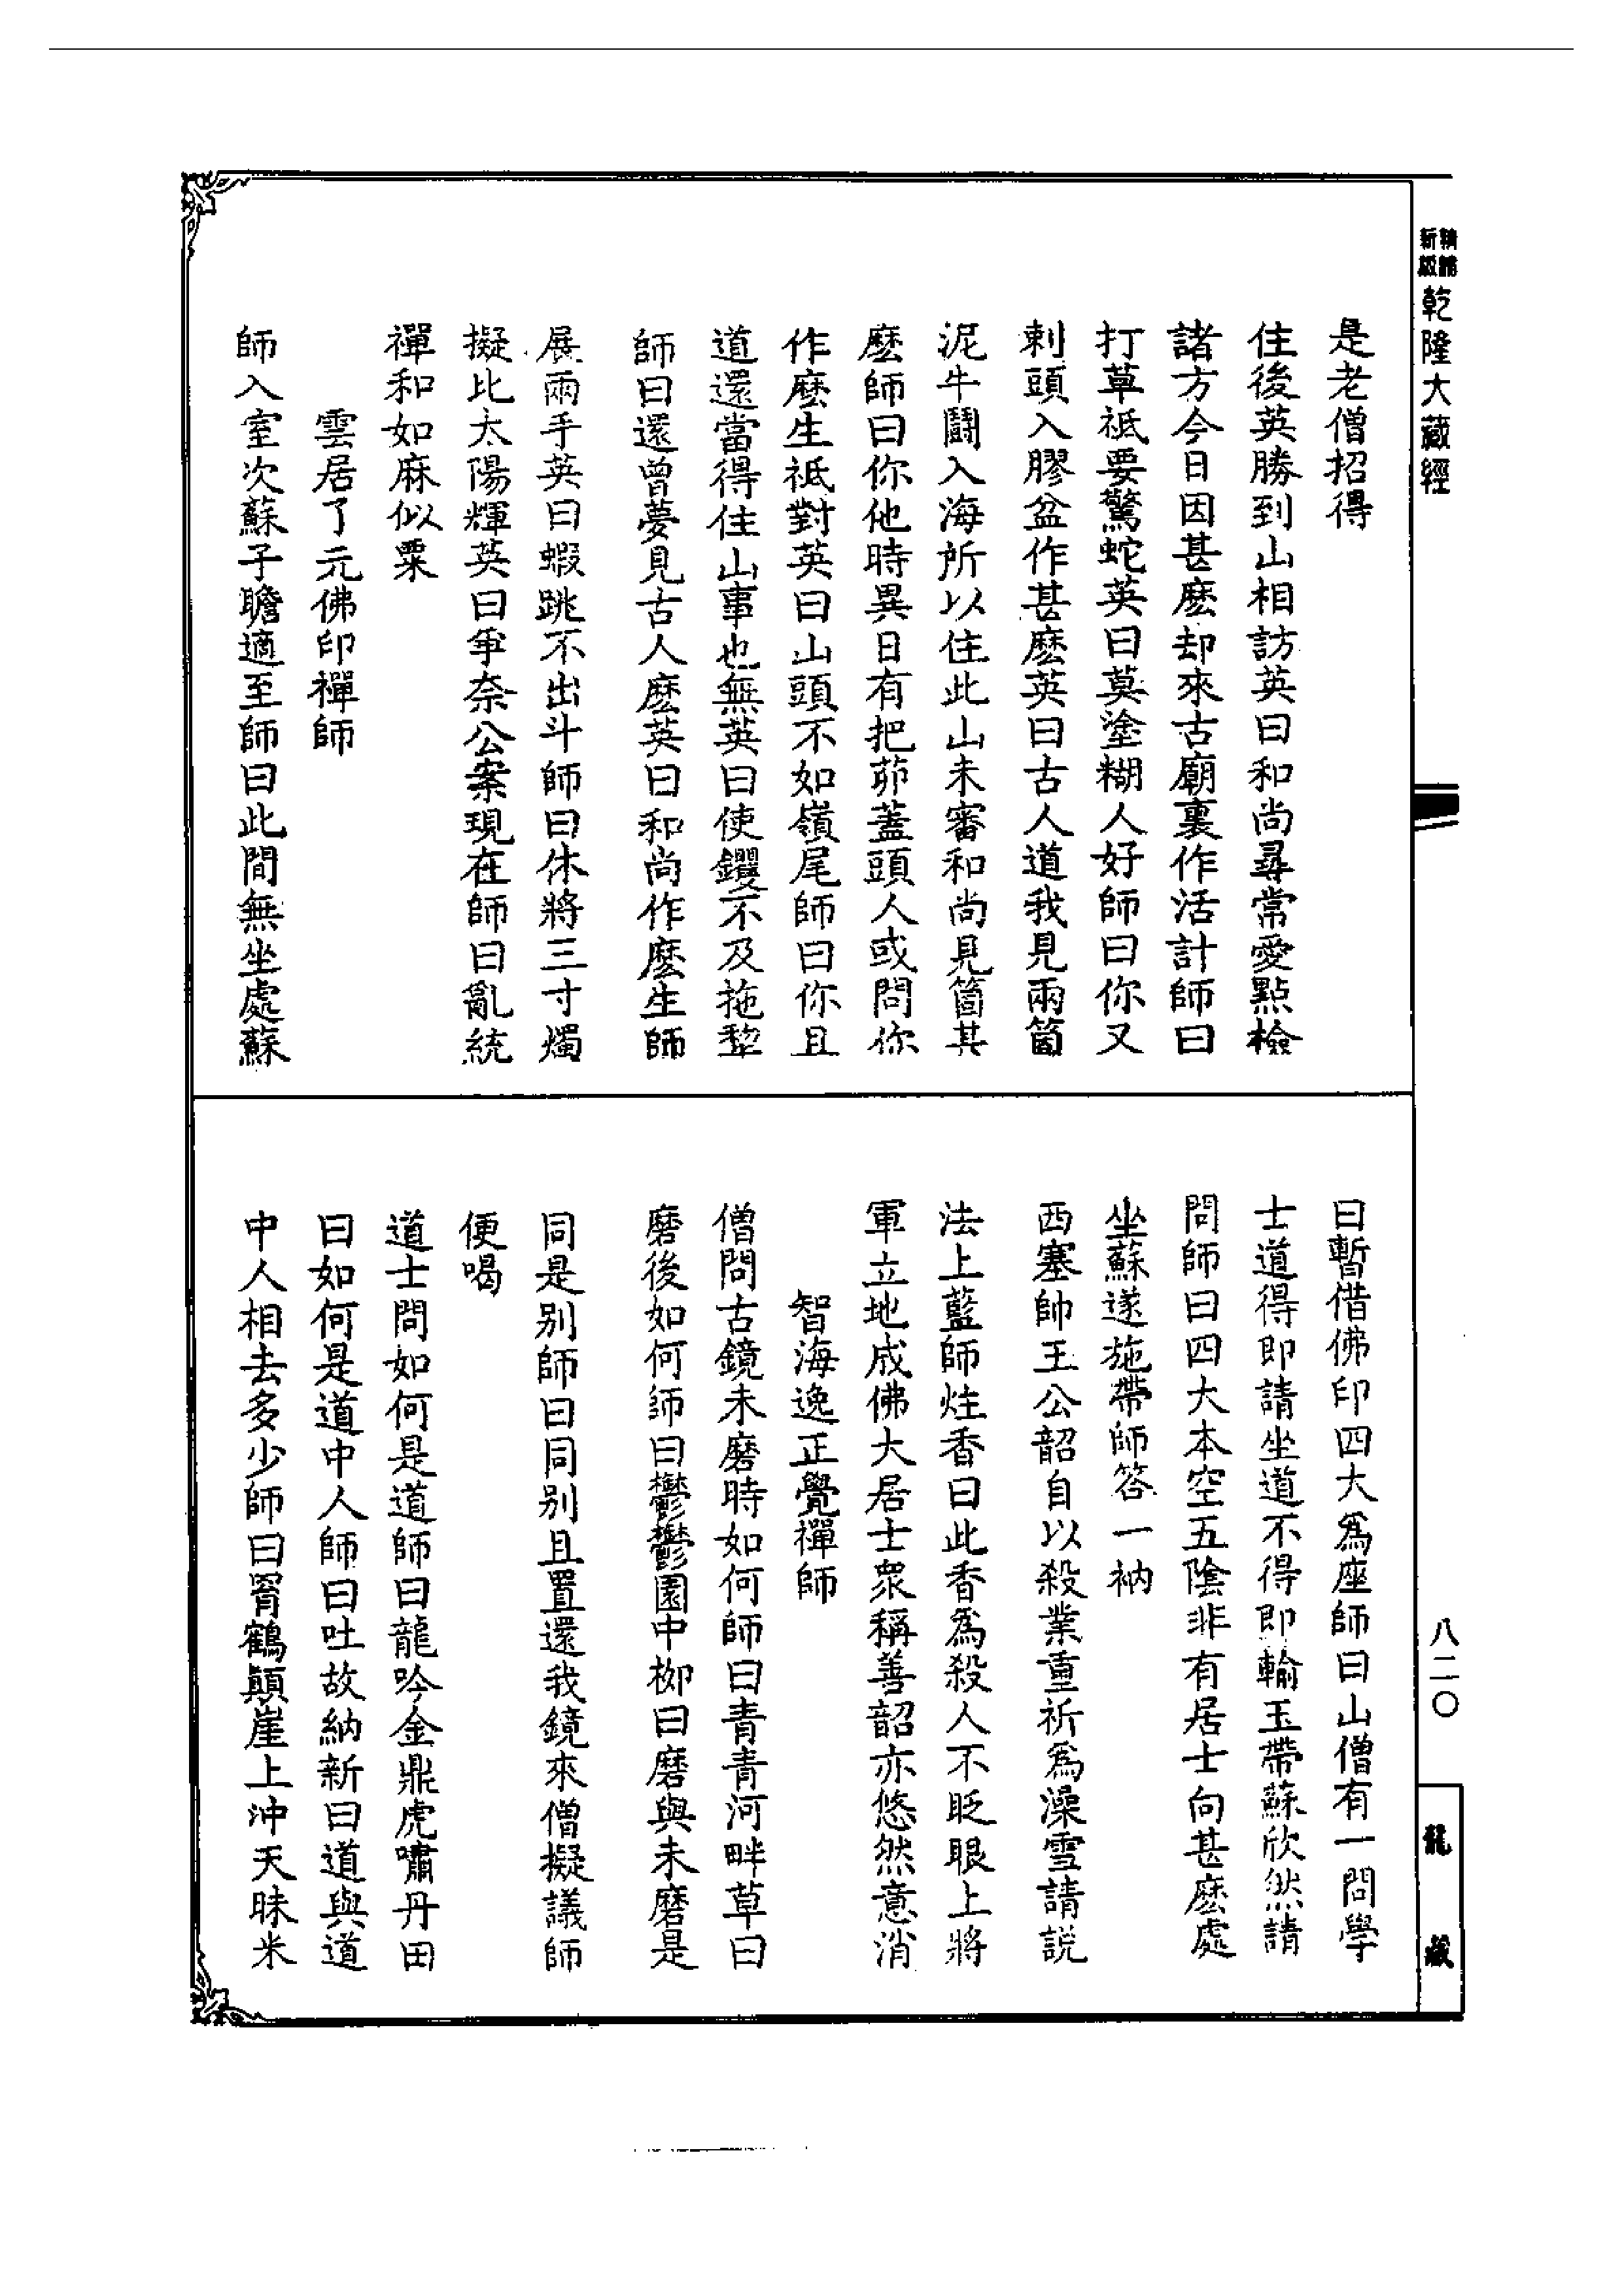 新編縮版乾隆大藏經
是老僧招得
住後英勝到山相訪英曰和尚尋常愛點檢
諸方今日因甚麽却來古廟裏作活計師曰
打草祇要驚蛇英曰莫塗糊人好師曰你又
刺頭入膠盆作甚麽英曰古人道我見兩箇
泥牛鬪入海所以住此山未審和尚見箇甚
麽師曰你他時異日有把茆蓋頭人或問你
作麽生祇對英曰山頭不如嶺尾師曰你且
道還當得住山事也無英曰使钁不及拖犂
師曰還曾夢見古人麽英曰和尚作麽生師
展兩手英曰蝦跳不出斗師曰休將三寸燭
擬比太陽輝英曰爭奈公案現在師曰亂統
禪和如麻似粟
雲居了元佛印禪師
師入室次蘇子瞻適至師曰此間無坐處蘇
曰暫借佛印四大爲座師曰山僧有一問學
士道得即請坐道不得即輸玉帶蘇欣然請
問師曰四大本空五陰非有居士向甚麽處
坐蘇遂施帶師答一衲
西塞帥王公韶自以殺業重祈爲澡雪請説
法上藍師炷香曰此香爲殺人不眨眼上將
軍立地成佛大居士衆稱善韶亦悠然意消
智海逸正覺禪師
僧問古鏡未磨時如何師曰青青河畔草曰
磨後如何師曰鬱鬱園中柳曰磨與未磨是
同是别師曰同别且置還我鏡來僧擬議師
便喝
道士問如何是道師曰龍吟金鼎虎嘯丹田
曰如何是道中人師曰吐故納新曰道與道
中人相去多少師曰罶鶴顚崖上沖天昧米
八二〇
龍藏